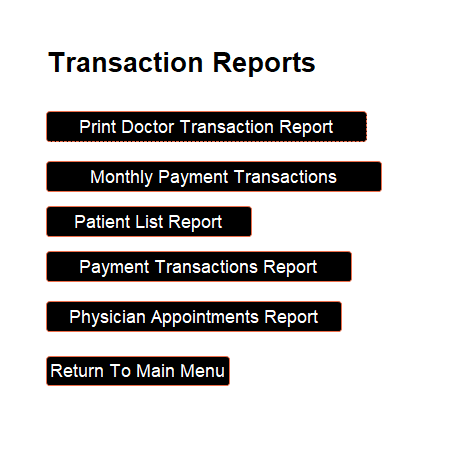 Transaction Reports
Print Doctor Transaction Report
Monthly Payment Transactions
Patient List Report
Payment Transactions Report
Physician Appointments Report
Return To Main Menu